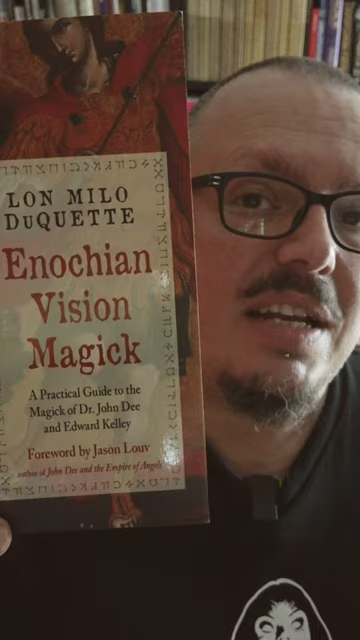 LON MILO
DuQUETTE
Enochian
Vision
Magick
A Practical Guide to the
Magick of Dr. John Dee
and Edward Kelley
Foreword by Jason Louv
author of John Dee and the Empire of Angels